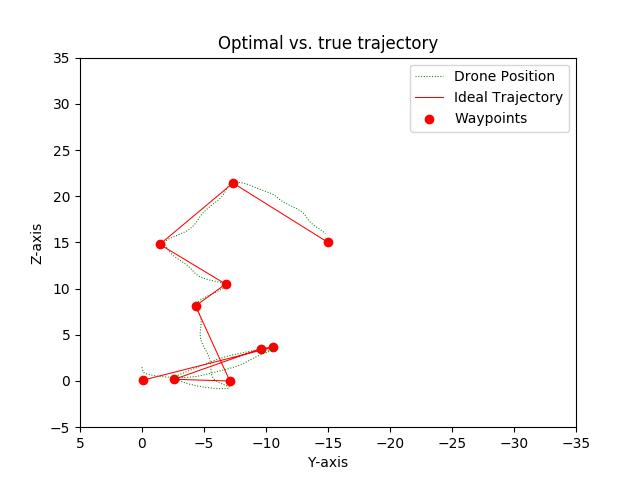 Optimal vs. true trajectory
Drone Position
Ideal Trajectory
Waypoints
Z-axis
35
30
25
20
15
10
5
0
−5
5 0 −5 −10 −15 −20 −25 −30 −35
Y-axis